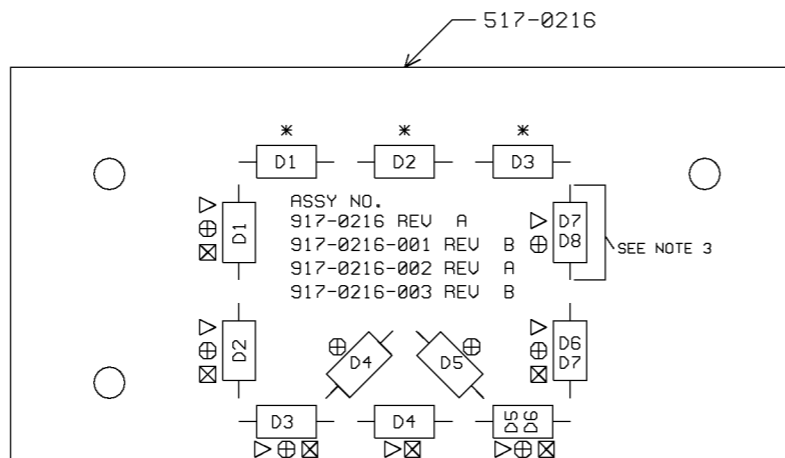 517-0216
* * *
D1 D2 D3
ASSY NO.
917-0216 REV A
917-0216-001 REV B
917-0216-002 REV A
917-0216-003 REV B
D1
D7
D8
SEE NOTE 3
D2
D4
D5
D6
D7
D3
D4
D5
D6